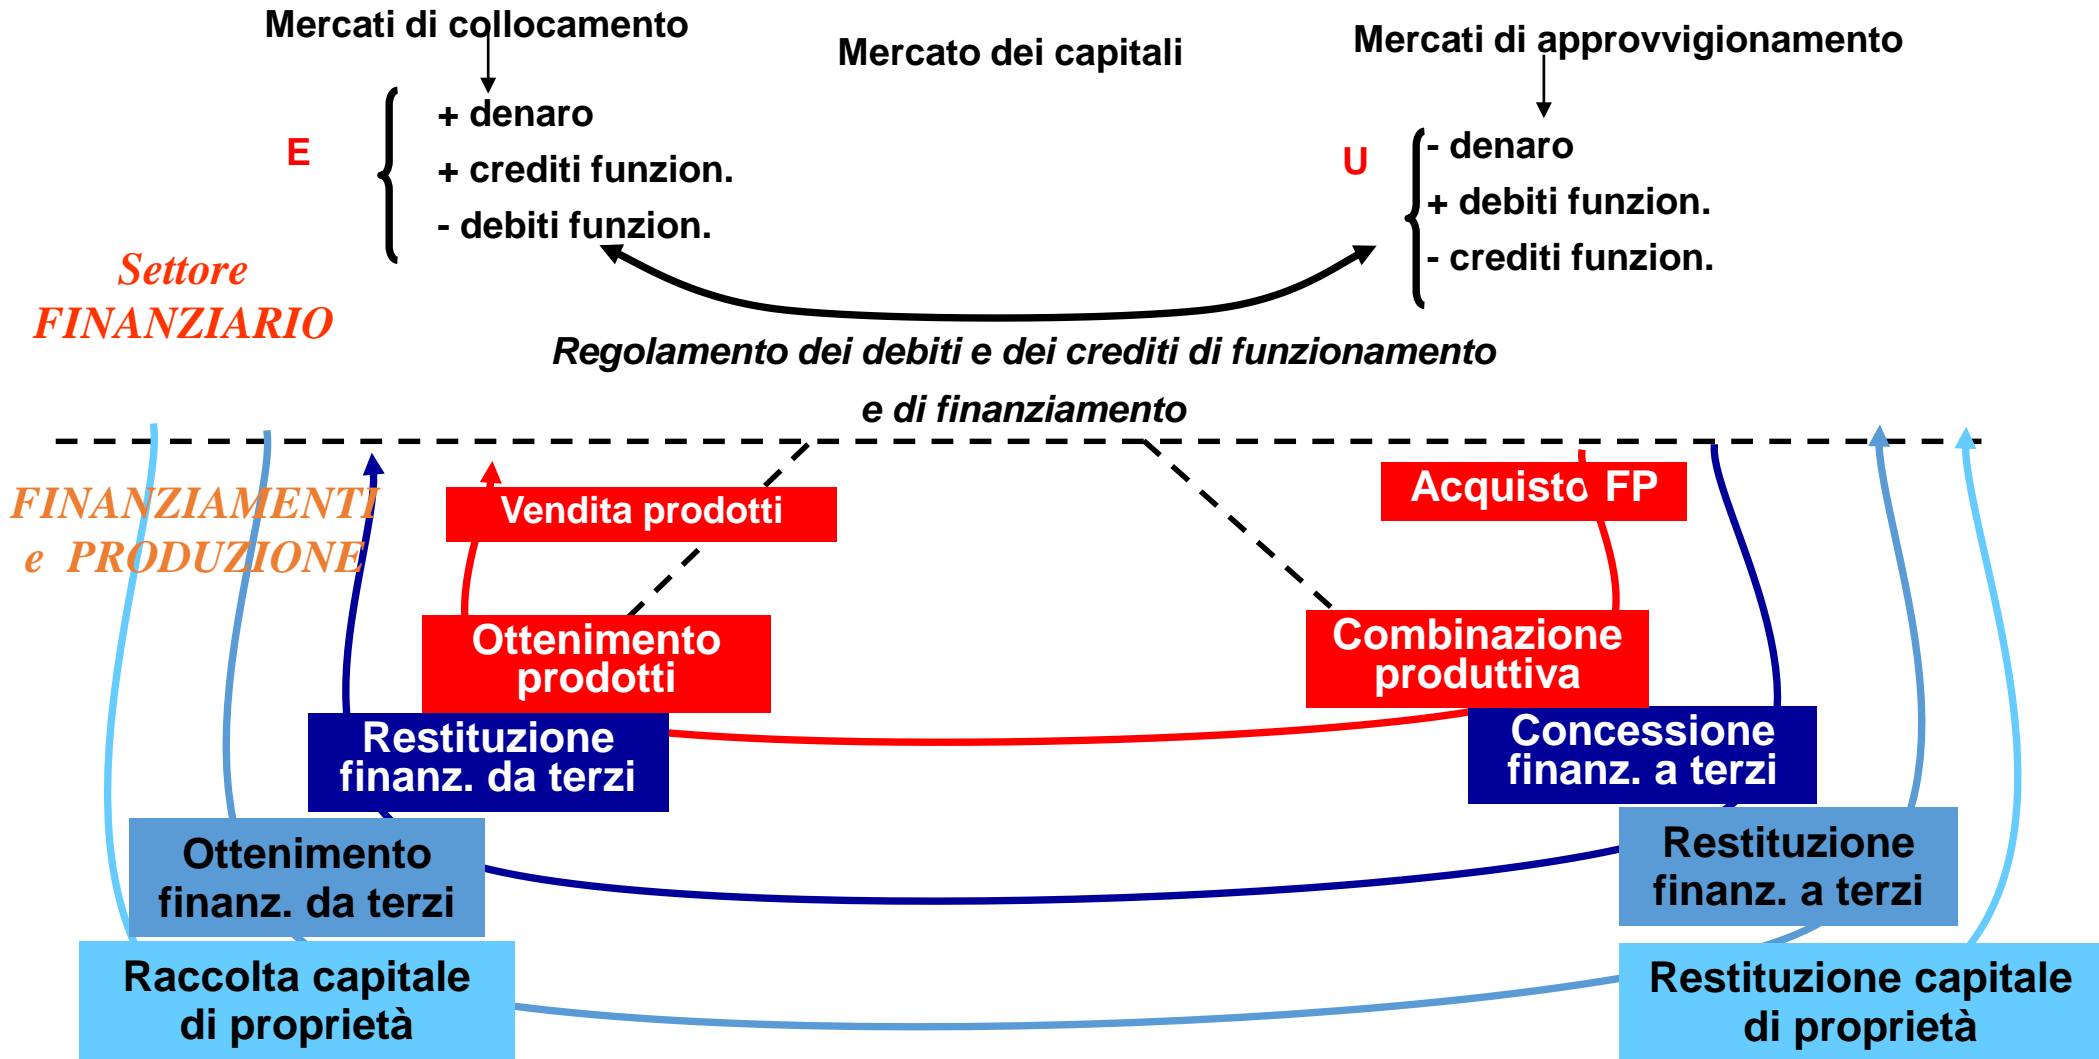 Mercati di collocamento
Mercato dei capitali
Mercati di approvvigionamento
E
+ denaro
+ crediti funzion.
- debiti funzion.
U
- denaro
+ debiti funzion.
- crediti funzion.
Settore
FINANZIARIO
Regolamento dei debiti e dei crediti di funzionamento
e di finanziamento
FINANZIAMENTI
e PRODUZIONE
Vendita prodotti
Acquisto FP
Ottenimento
prodotti
Combinazione
produttiva
Restituzione
finanz. da terzi
Concessione
finanz. a terzi
Ottenimento
finanz. da terzi
Restituzione
finanz. a terzi
Raccolta capitale
di proprietà
Restituzione capitale
di proprietà